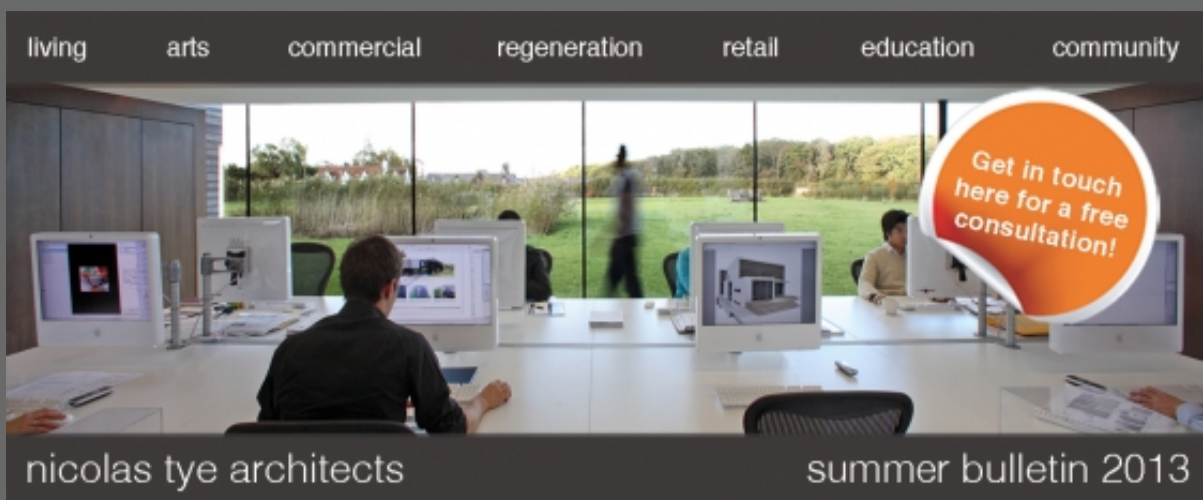 living arts commercial regeneration retail education community
Get in touch
here for a free
consultation!
nicolas tye architects summer bulletin 2013